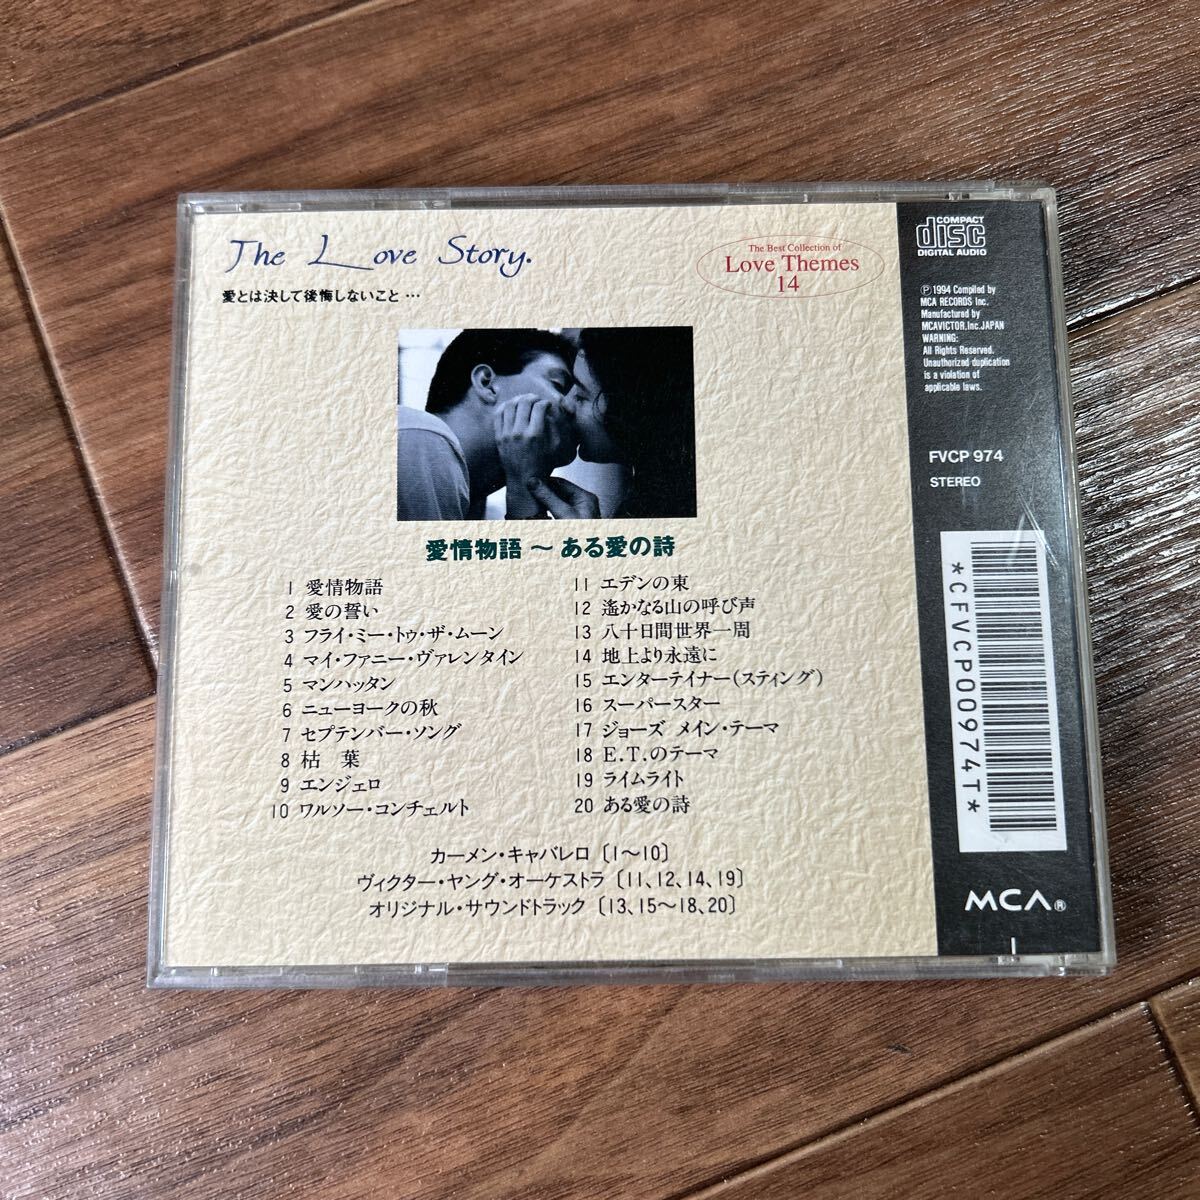 The Love Story.
愛とは決して後悔しないこと…
The Best Collection of
Love Themes
14
愛情物語 ～ ある愛の詩
1 愛情物語
2 愛の誓い
3 フライ・ミー・トゥ・ザ・ムーン
4 マイ・ファニー・ヴァレンタイン
5 マンハッタン
6 ニューヨークの秋
7 セプテンバー・ソング
8 枯 葉
9 エンジェロ
10 ワルソー・コンチェルト
11 エデンの東
12 遙かなる山の呼び声
13 八十日間世界一周
14 地上より永遠に
15 エンターテイナー(スティング)
16 スーパースター
17 ジョーズ メイン・テーマ
18 E.T.のテーマ
19 ライムライト
20 ある愛の詩
カーメン・キャバレロ〔1～10〕
ヴィクター・ヤング・オーケストラ〔11、12、14、19〕
オリジナル・サウンドトラック〔13、15～18、20〕
COMPACT
disc
DIGITAL AUDIO
Ⓟ1994 Compiled by
MCA RECORDS Inc.
Manufactured by
MCAVICTOR,Inc.JAPAN
WARNING:
All Rights Reserved.
Unauthorized duplication
is a violation of
applicable laws.
FVCP 974
STEREO
*CFVCP00974T*
MCA®